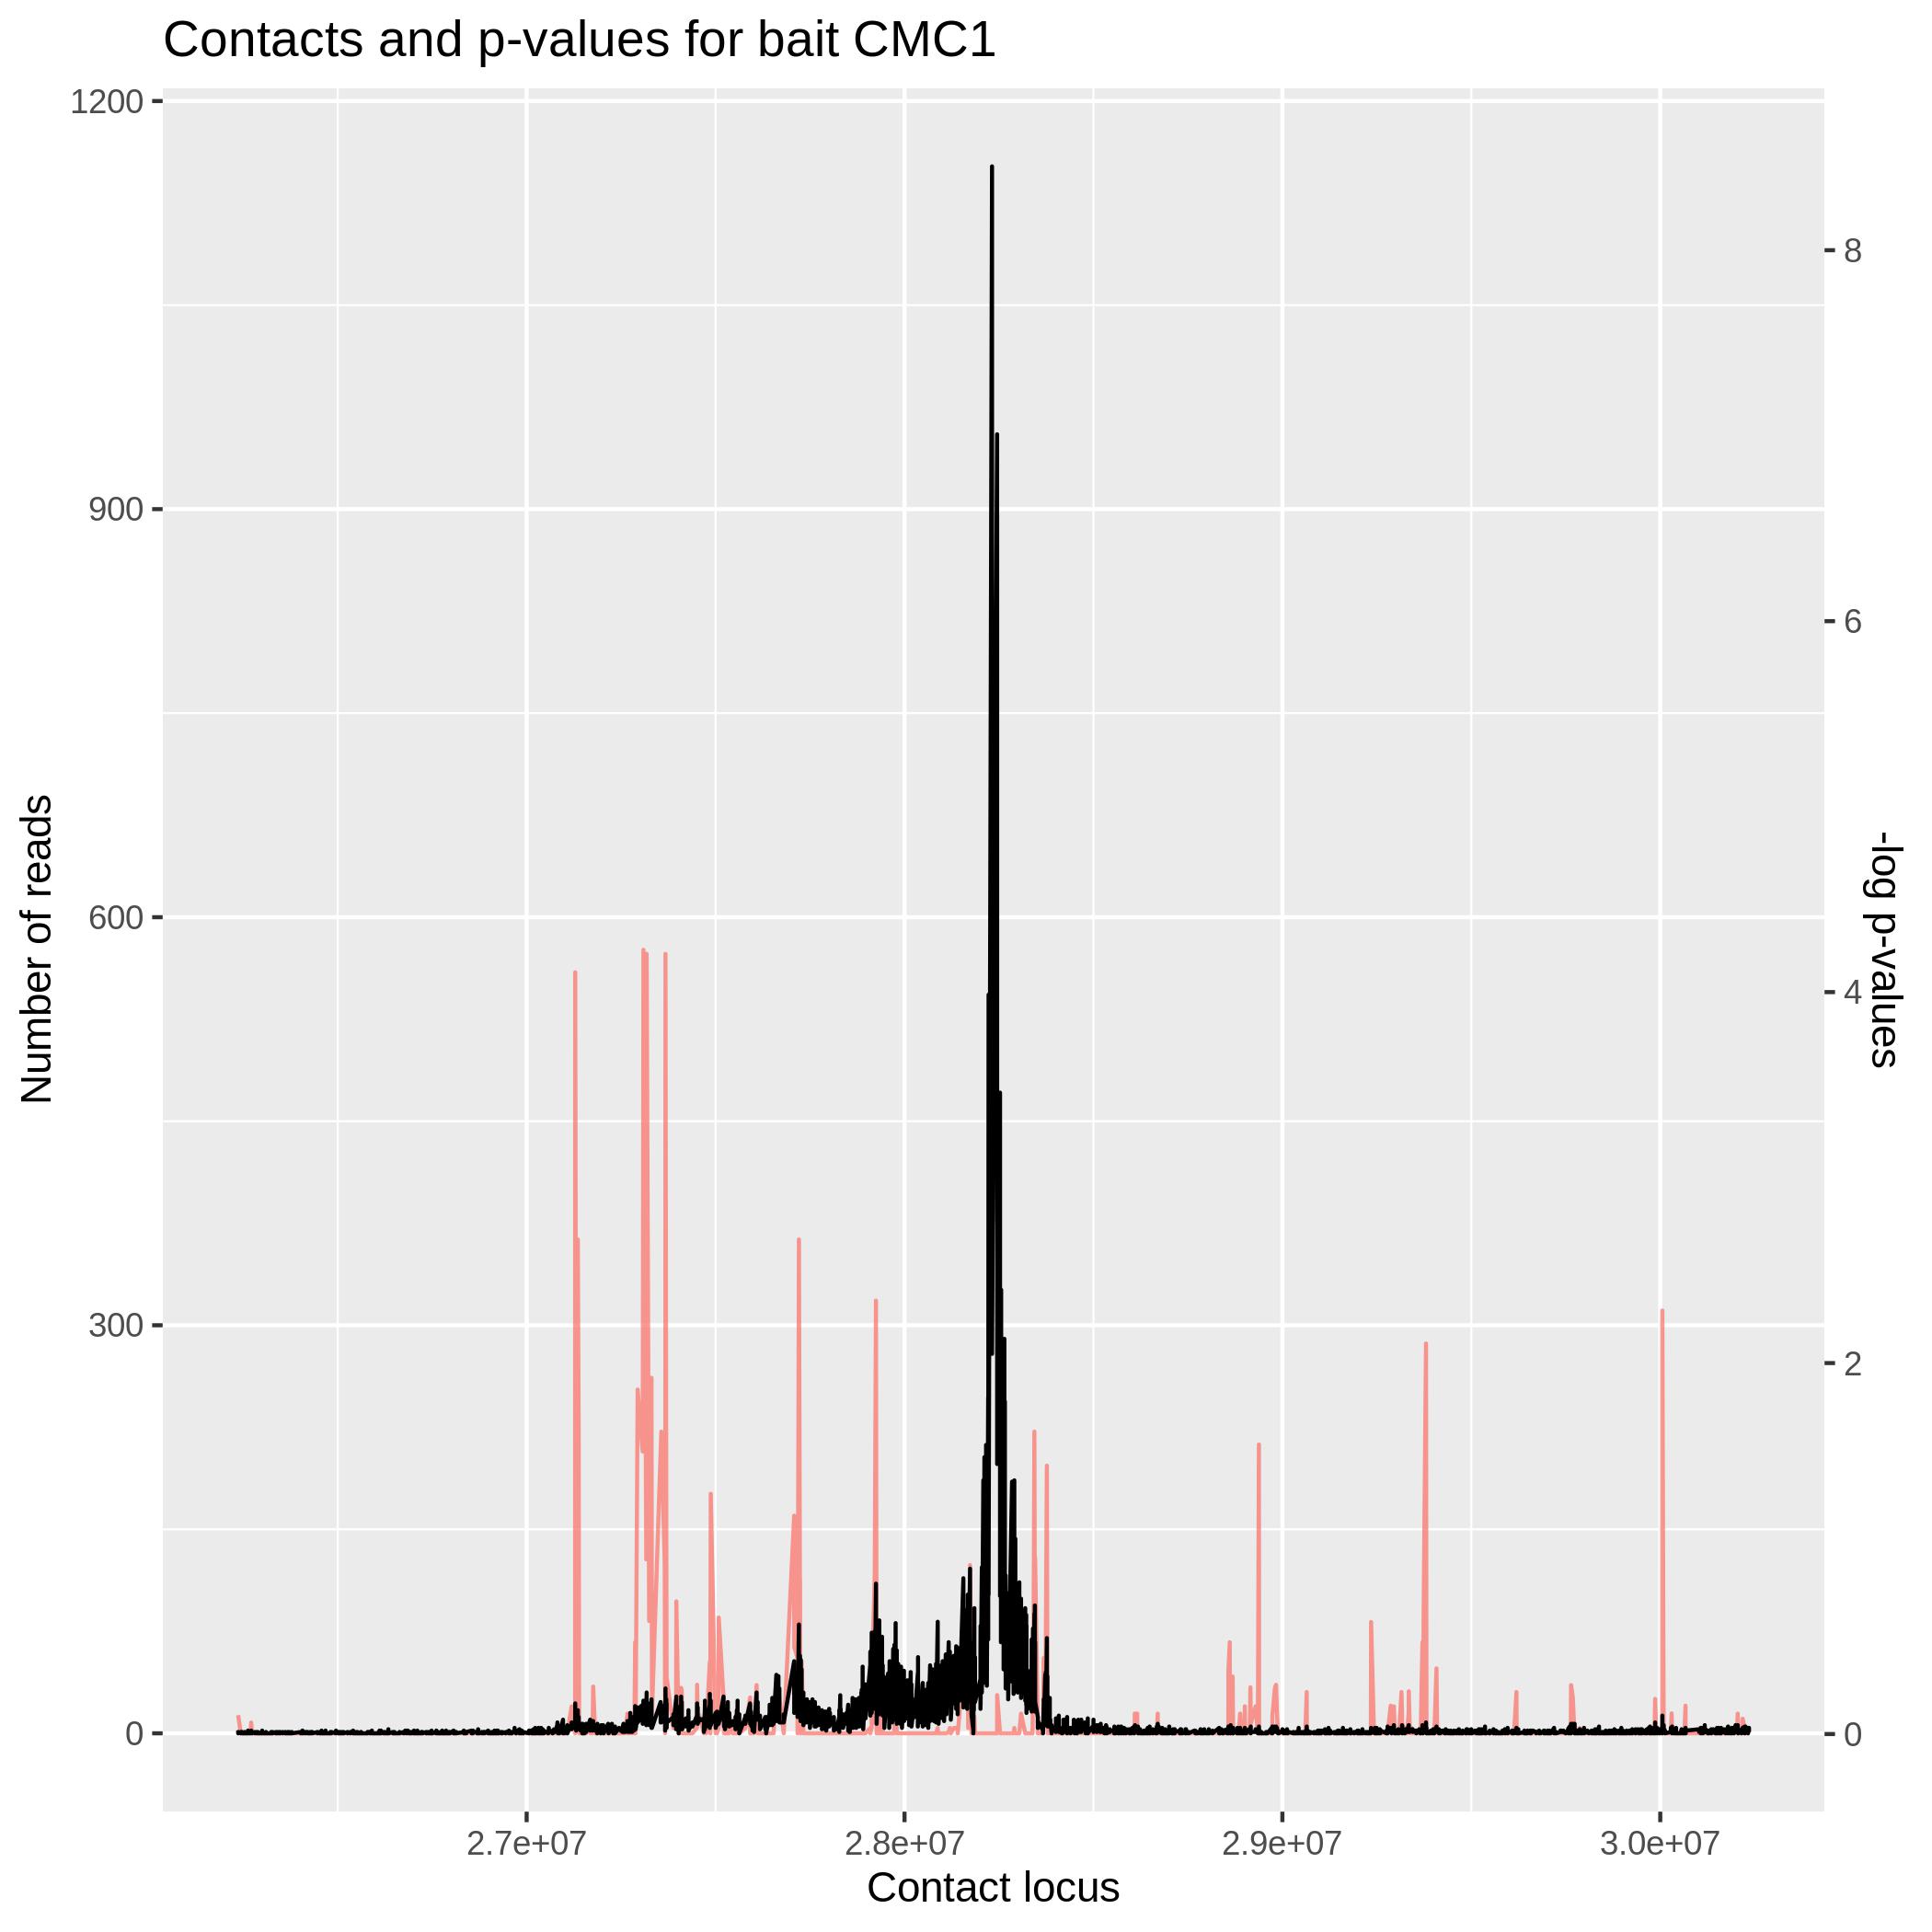 Contacts and p-values for bait CMC1
1200
900
600
300
0
Number of reads
8
6
4
2
0
-log p-values
2.7e+07
2.8e+07
2.9e+07
3.0e+07
Contact locus